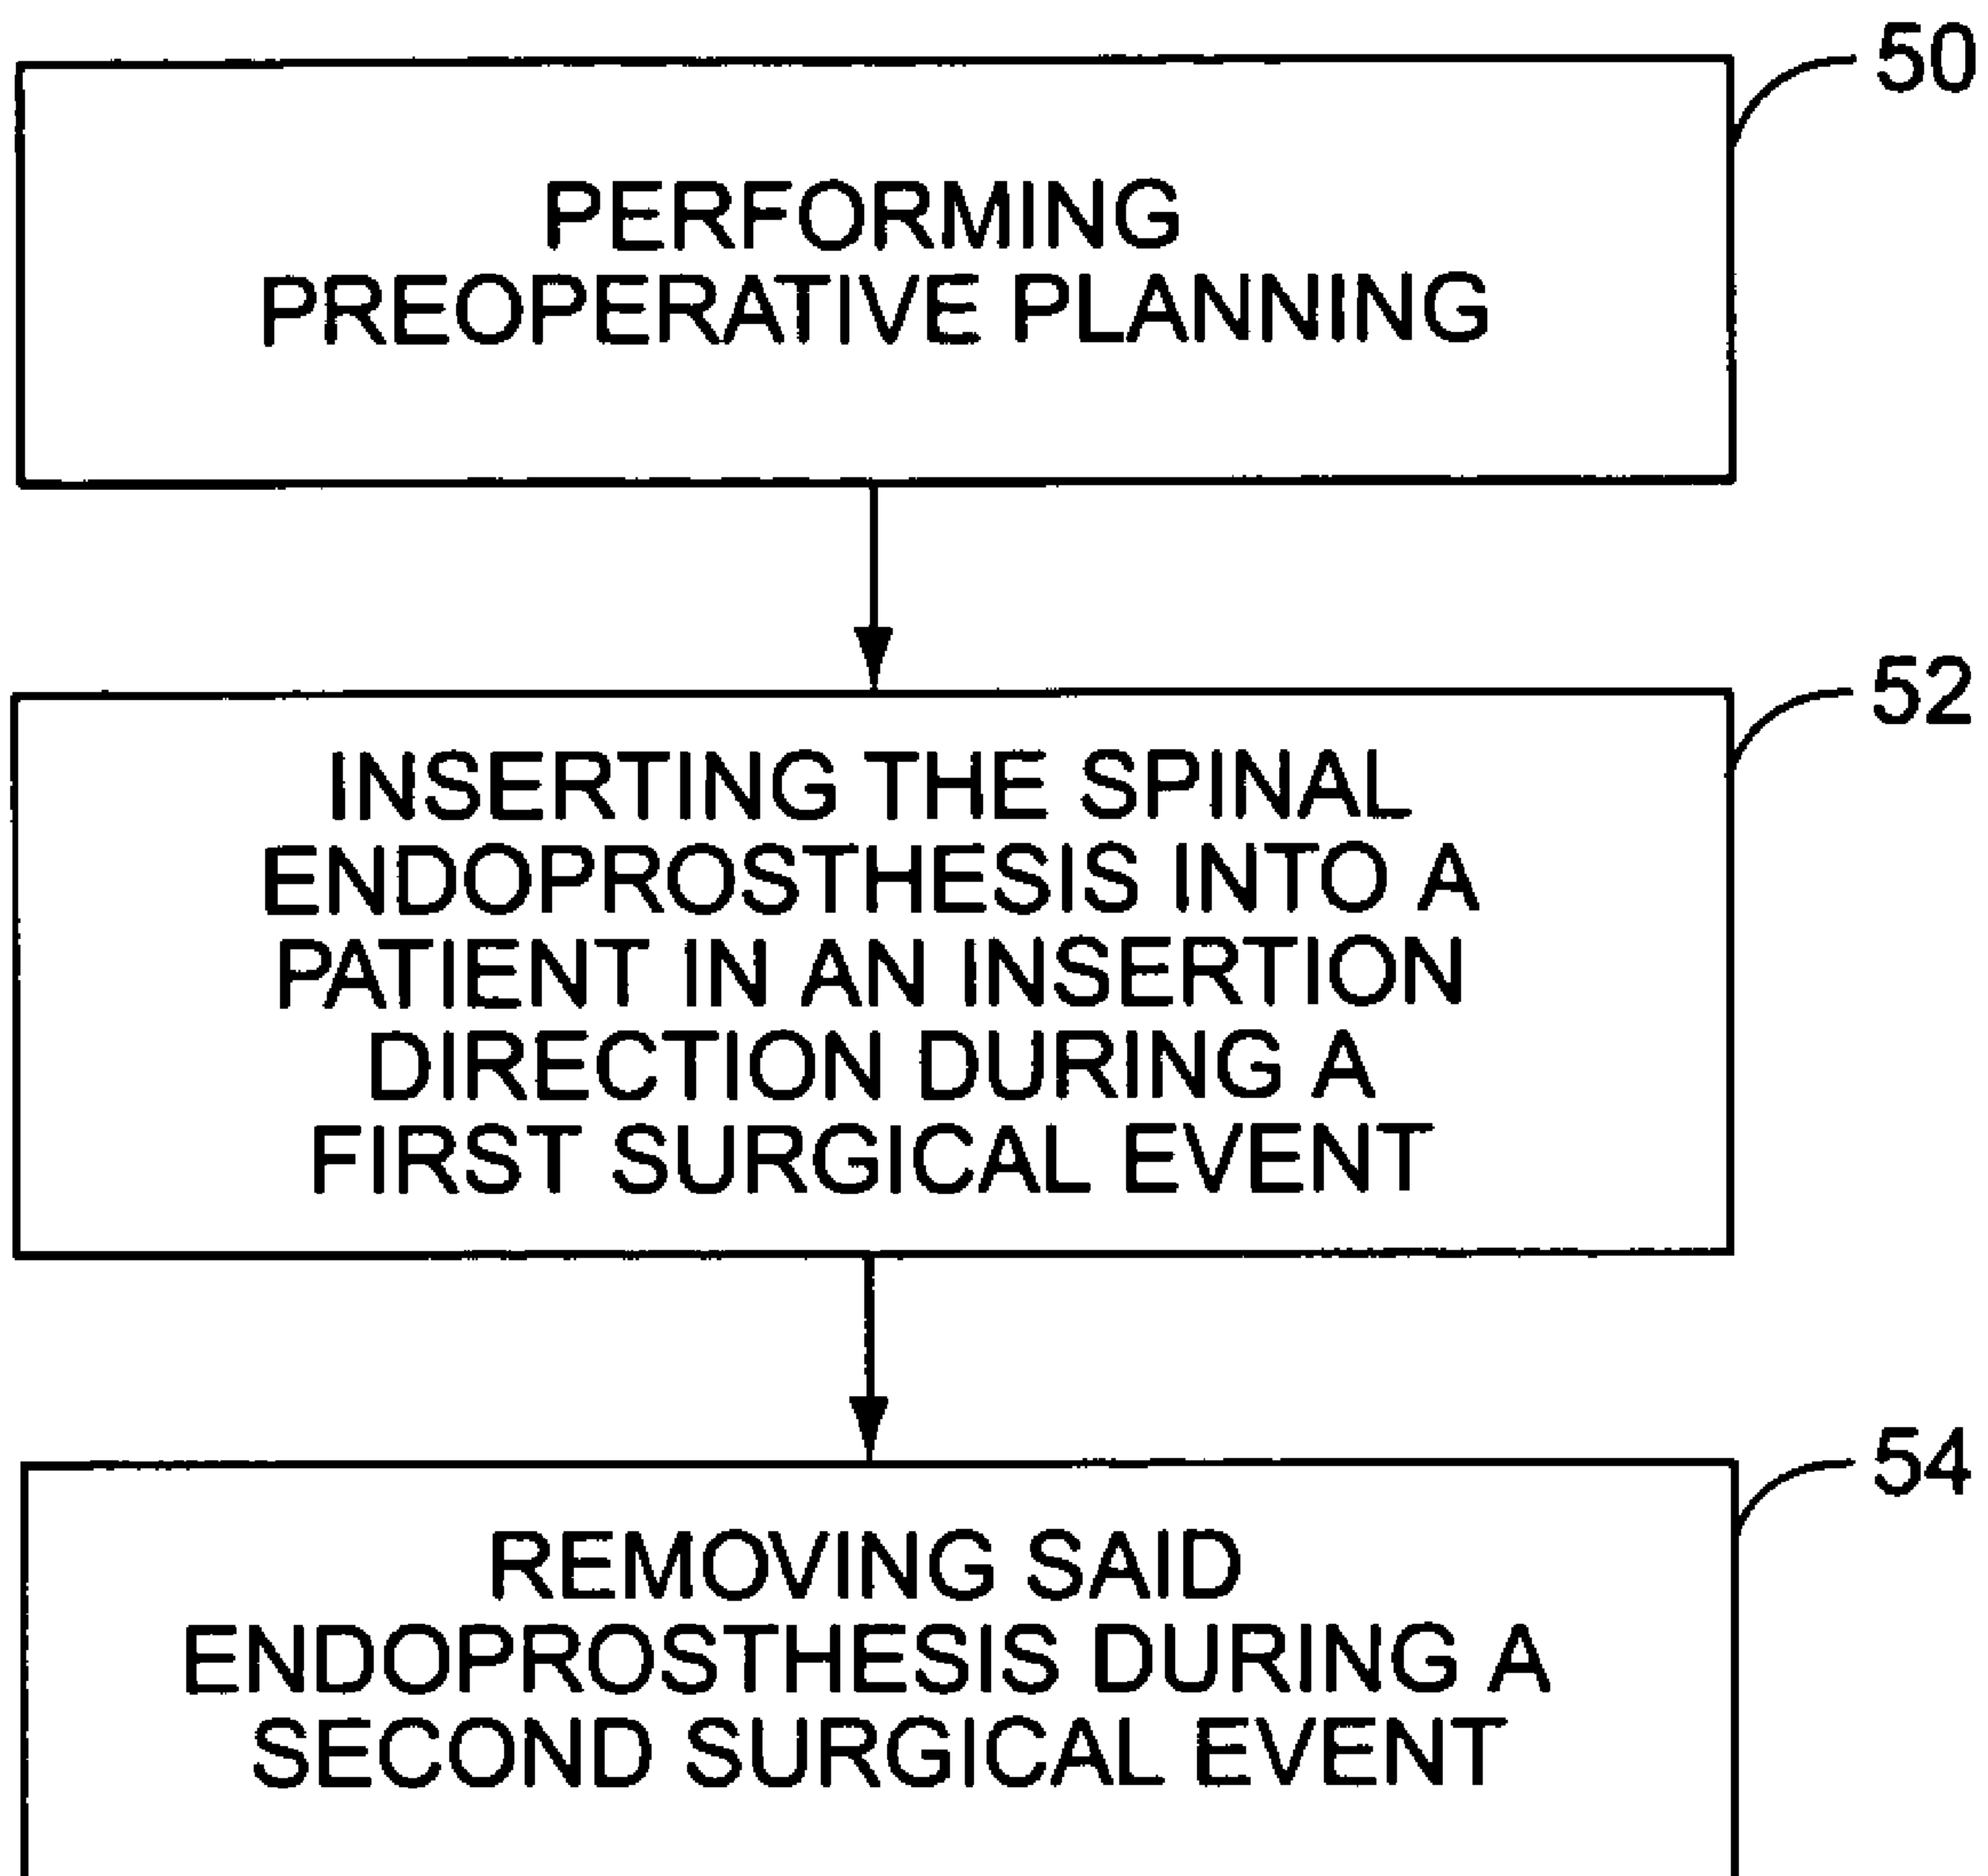 50
PERFORMING
PREOPERATIVE PLANNING
52
INSERTING THE SPINAL
ENDOPROSTHESIS INTO A
PATIENT IN AN INSERTION
DIRECTION DURING A
FIRST SURGICAL EVENT
54
REMOVING SAID
ENDOPROSTHESIS DURING A
SECOND SURGICAL EVENT